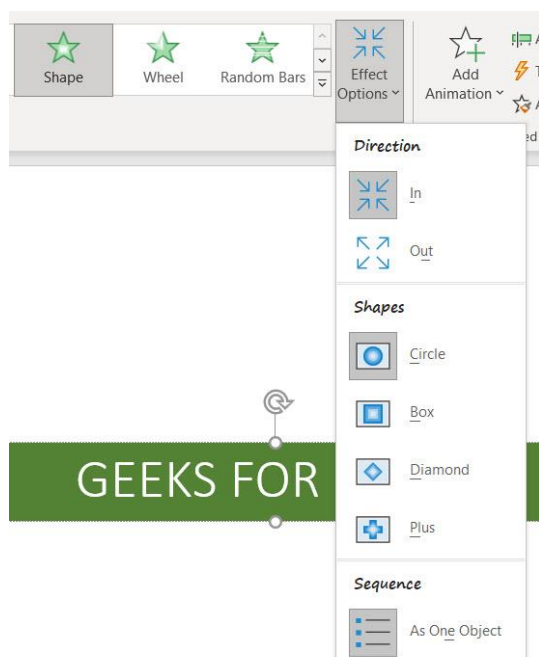 Shape
Wheel
Random Bars
Effect
Options
Add
Animation
Direction
In
Out
Shapes
Circle
Box
Diamond
Plus
Sequence
As One Object
GEEKS FOR